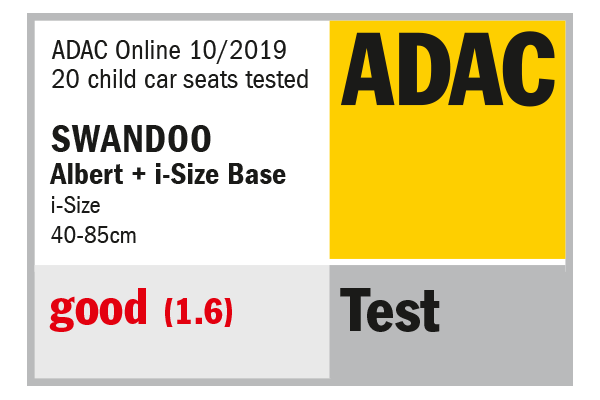 ADAC Online 10/2019
20 child car seats tested
SWANDOO
Albert + i-Size Base
i-Size
40-85cm
good (1.6)
ADAC
Test